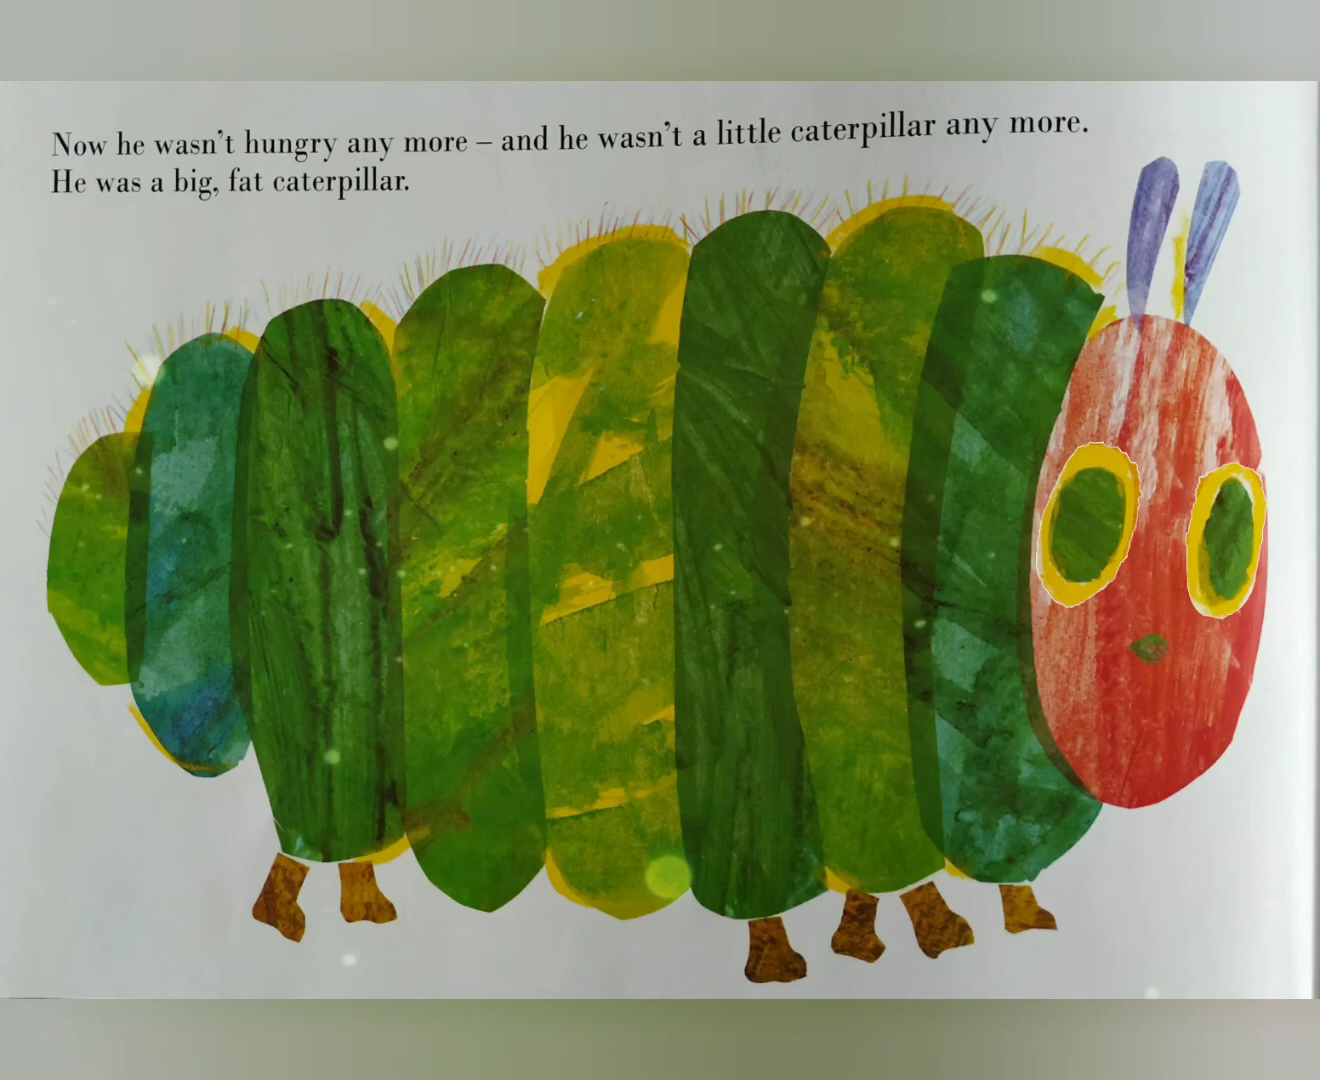 Now he wasn't hungry any more – and he wasn't a little caterpillar any more.
He was a big, fat caterpillar.